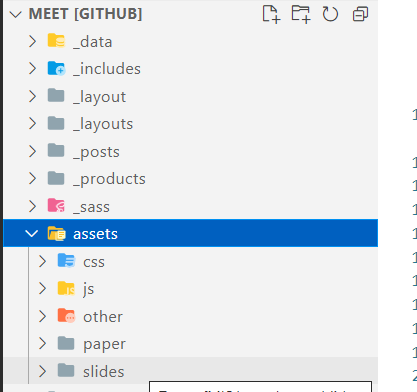 MEET [GITHUB]
_data
_includes
_layout
_layouts
_posts
_products
_sass
assets
css
js
other
paper
slides